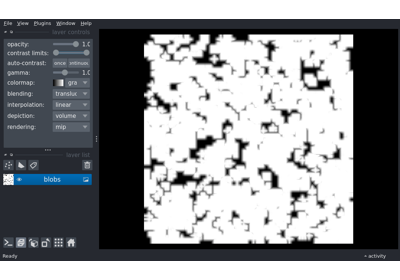 File View Plugins Window Help
layer controls
opacity: 1.0
contrast limits:
auto-contrast: once
gamma: 1.0
colormap: gra
blending: transluc
interpolation: linear
depiction: volume
rendering: mip
layer list
blobs
Ready
activity